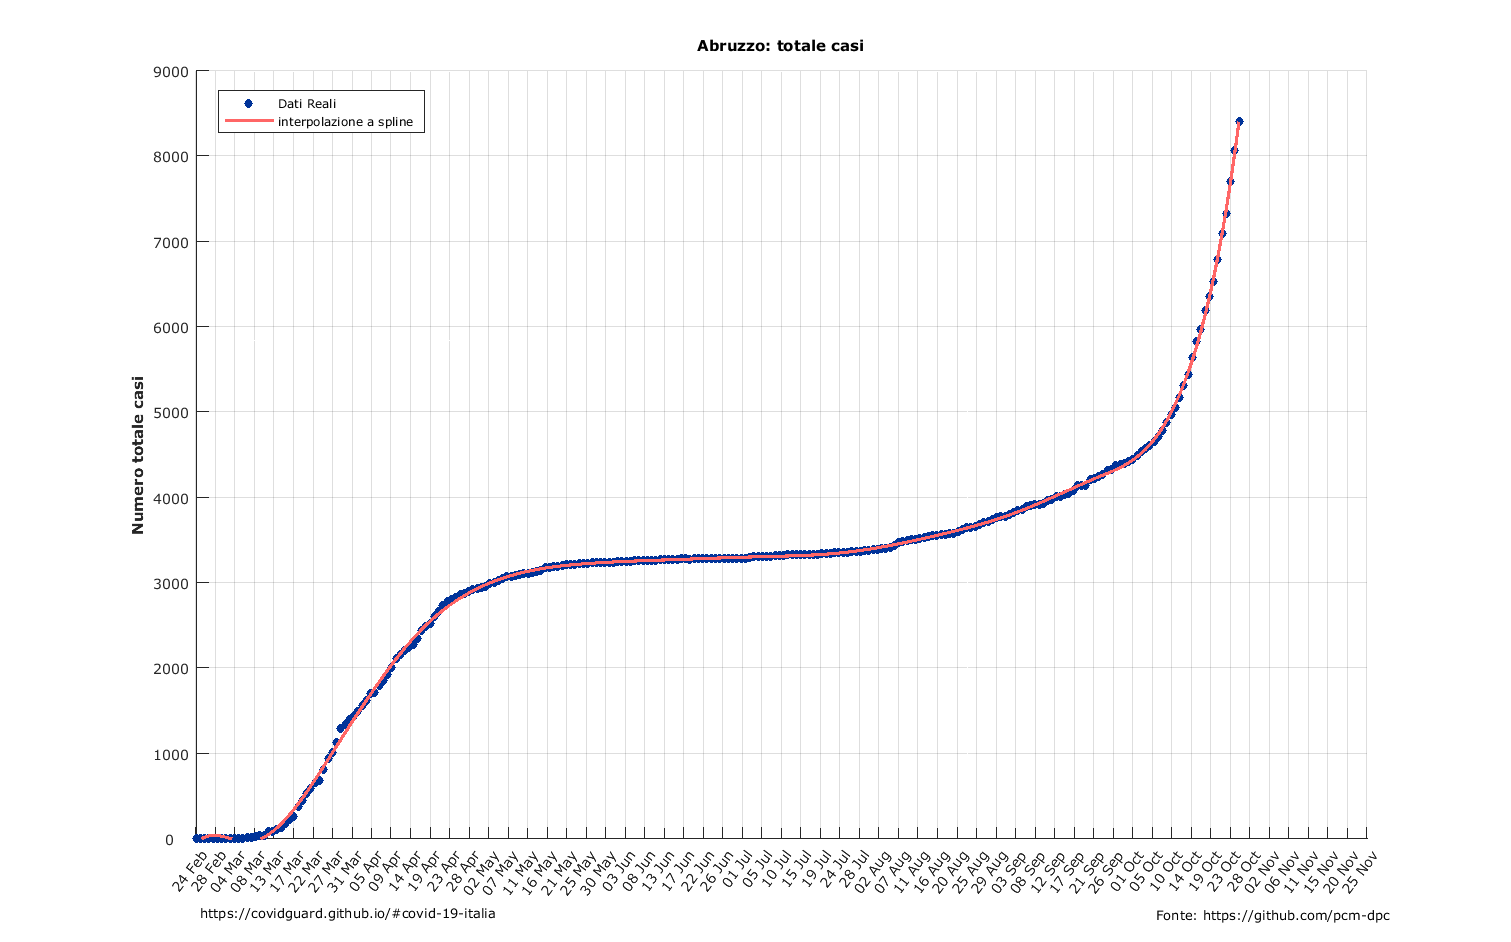 Abruzzo: totale casi
9000
8000
7000
6000
5000
4000
3000
2000
1000
0
Numero totale casi
Dati Reali
interpolazione a spline
24 Feb
28 Feb
04 Mar
08 Mar
13 Mar
17 Mar
22 Mar
27 Mar
31 Mar
05 Apr
09 Apr
14 Apr
19 Apr
23 Apr
28 Apr
02 May
07 May
11 May
16 May
21 May
25 May
30 May
03 Jun
08 Jun
13 Jun
17 Jun
22 Jun
26 Jun
01 Jul
05 Jul
10 Jul
15 Jul
19 Jul
24 Jul
28 Jul
02 Aug
07 Aug
11 Aug
16 Aug
20 Aug
25 Aug
29 Aug
03 Sep
08 Sep
12 Sep
17 Sep
21 Sep
26 Sep
01 Oct
05 Oct
10 Oct
14 Oct
19 Oct
23 Oct
28 Oct
02 Nov
06 Nov
11 Nov
15 Nov
20 Nov
25 Nov
https://covidguard.github.io/#covid-19-italia
Fonte: https://github.com/pcm-dpc